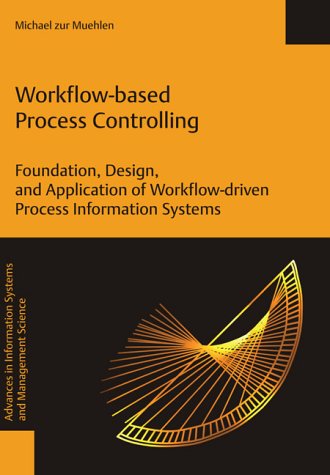 Michael zur Muehlen
Workflow-based
Process Controlling
Foundation, Design,
and Application of Workflow-driven
Process Information Systems
Advances in Information Systems
and Management Science